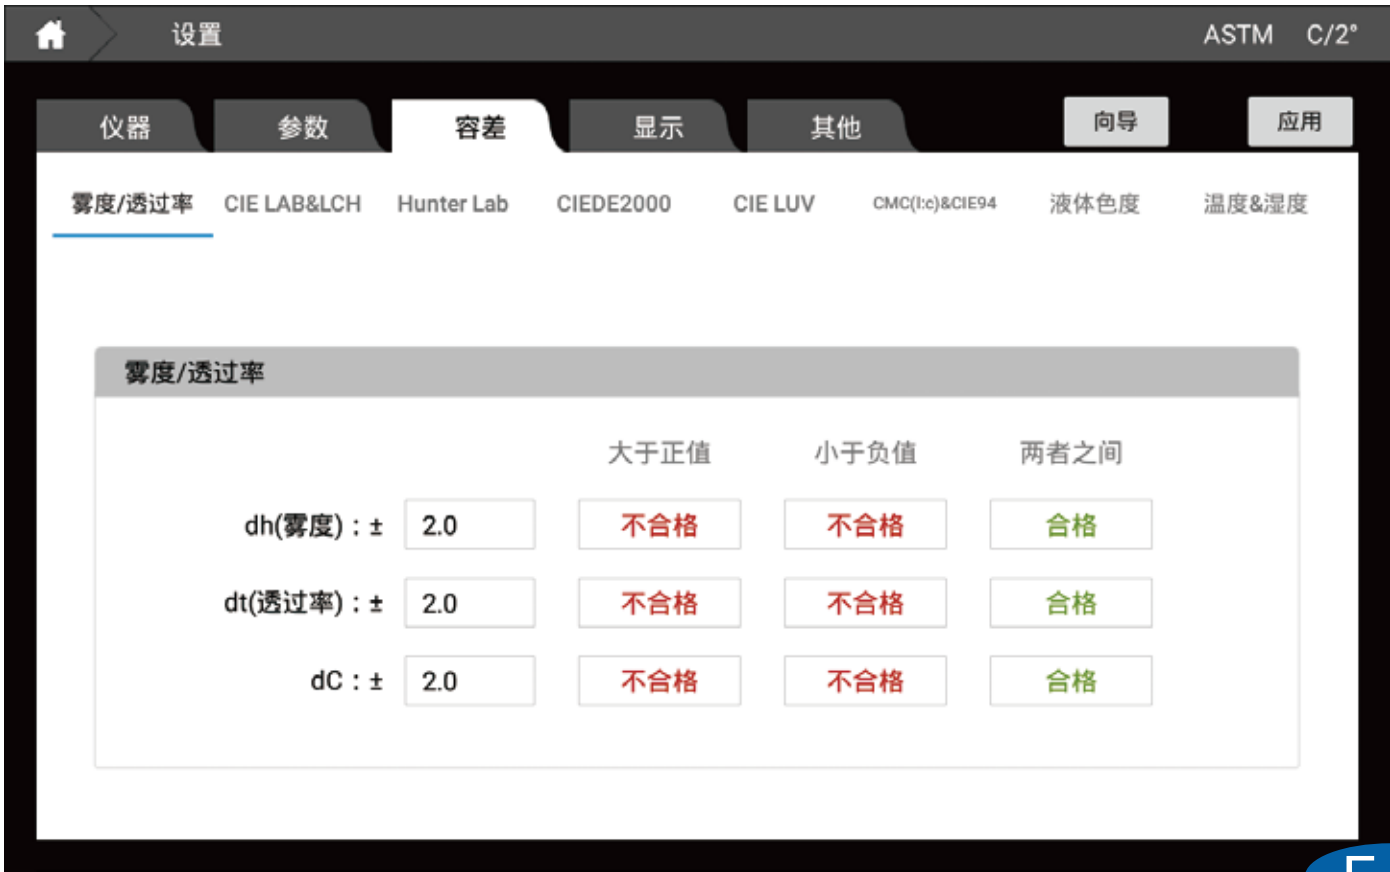 设置 ASTM C/2°
仪器 参数 容差 显示 其他 向导 应用
雾度/透过率 CIE LAB&LCH Hunter Lab CIEDE2000 CIE LUV CMC(l:c)&CIE94 液体色度 温度&湿度
雾度/透过率
大于正值 小于负值 两者之间
dh(雾度) : ± 2.0 不合格 不合格 合格
dt(透过率) : ± 2.0 不合格 不合格 合格
dC : ± 2.0 不合格 不合格 合格